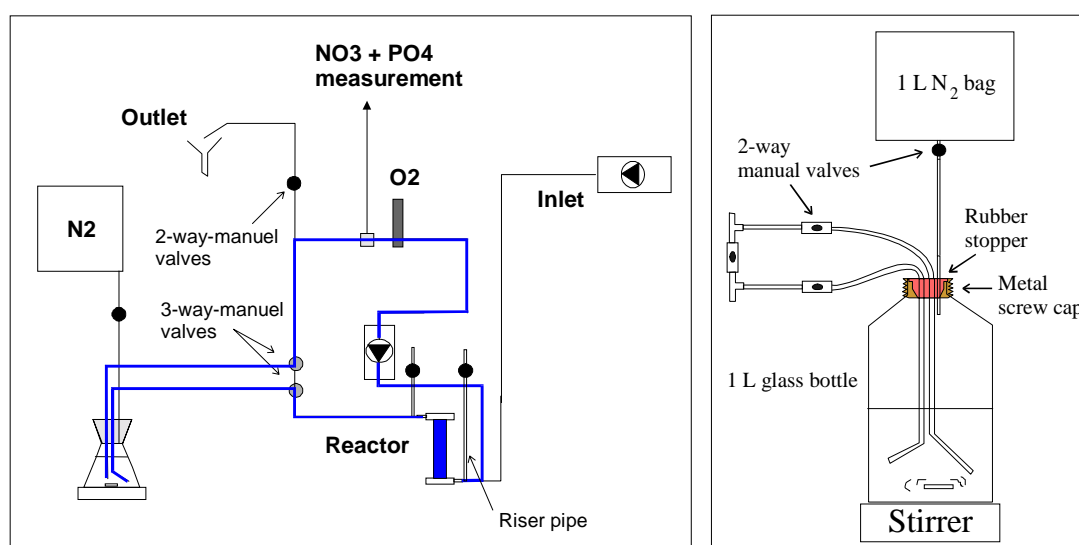 NO3 + PO4
measurement
Outlet
O2
Inlet
N2
2-way-manuel
valves
3-way-manuel
valves
Reactor
Riser pipe
1 L N2 bag
2-way
manual valves
Rubber
stopper
Metal
screw cap
1 L glass bottle
Stirrer